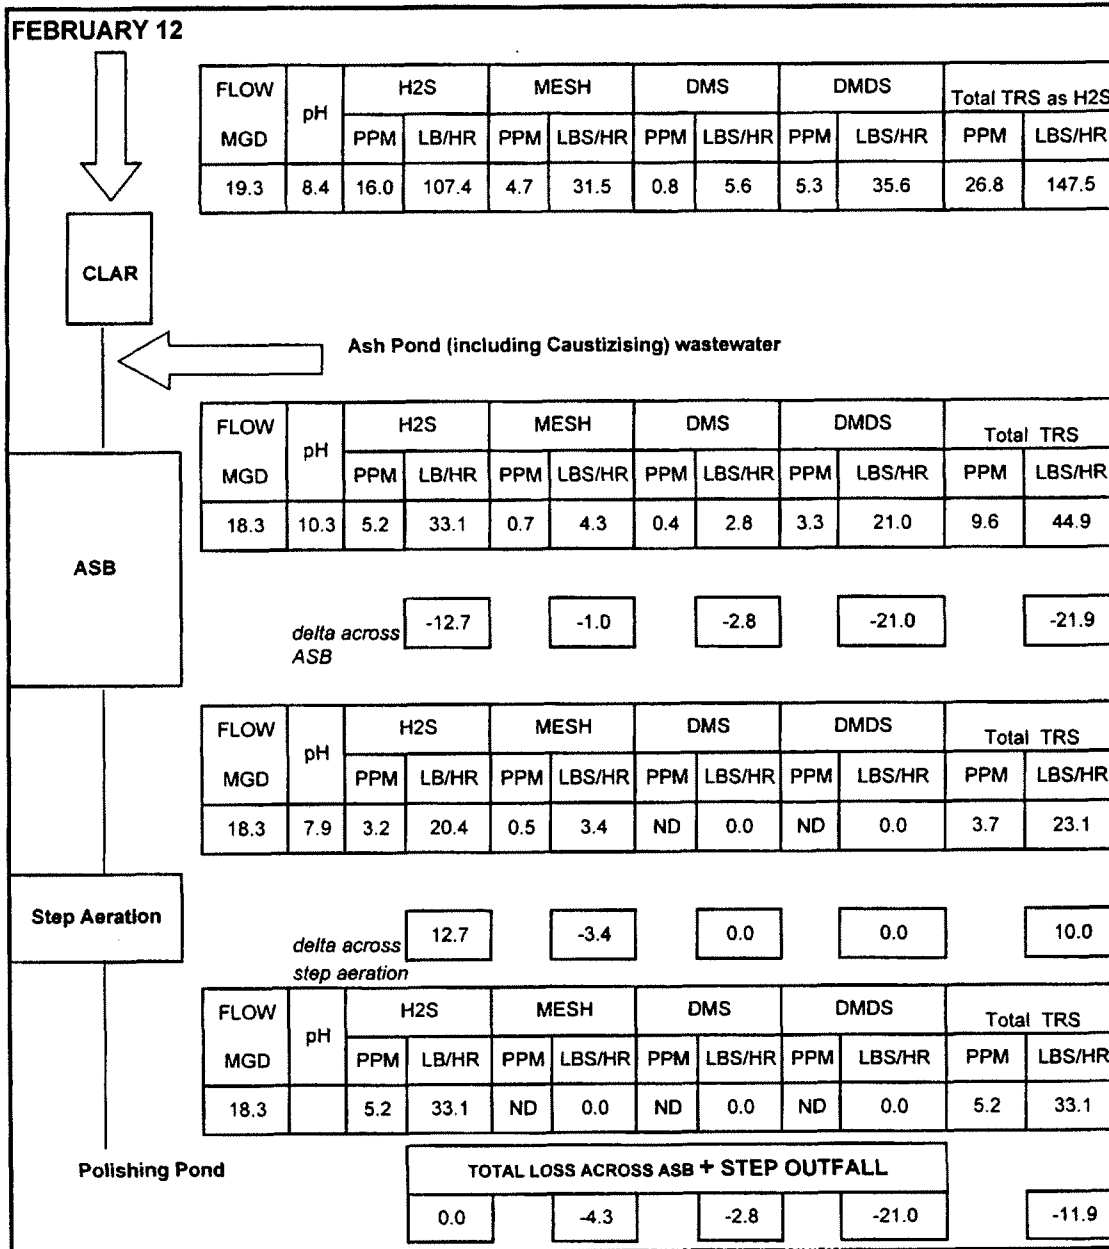 FEBRUARY 12
FLOW MGD pH H2S MESH DMS DMDS Total TRS as H2S
PPM LB/HR PPM LBS/HR PPM LBS/HR PPM LBS/HR PPM LBS/HR
19.3 8.4 16.0 107.4 4.7 31.5 0.8 5.6 5.3 35.6 26.8 147.5
CLAR
Ash Pond (including Caustizising) wastewater
FLOW MGD pH H2S MESH DMS DMDS Total TRS
PPM LB/HR PPM LBS/HR PPM LBS/HR PPM LBS/HR PPM LBS/HR
18.3 10.3 5.2 33.1 0.7 4.3 0.4 2.8 3.3 21.0 9.6 44.9
ASB
delta across ASB -12.7 -1.0 -2.8 -21.0 -21.9
FLOW MGD pH H2S MESH DMS DMDS Total TRS
PPM LB/HR PPM LBS/HR PPM LBS/HR PPM LBS/HR PPM LBS/HR
18.3 7.9 3.2 20.4 0.5 3.4 ND 0.0 ND 0.0 3.7 23.1
Step Aeration
delta across step aeration 12.7 -3.4 0.0 0.0 10.0
FLOW MGD pH H2S MESH DMS DMDS Total TRS
PPM LB/HR PPM LBS/HR PPM LBS/HR PPM LBS/HR PPM LBS/HR
18.3 5.2 33.1 ND 0.0 ND 0.0 ND 0.0 5.2 33.1
Polishing Pond
TOTAL LOSS ACROSS ASB + STEP OUTFALL
0.0 -4.3 -2.8 -21.0 -11.9